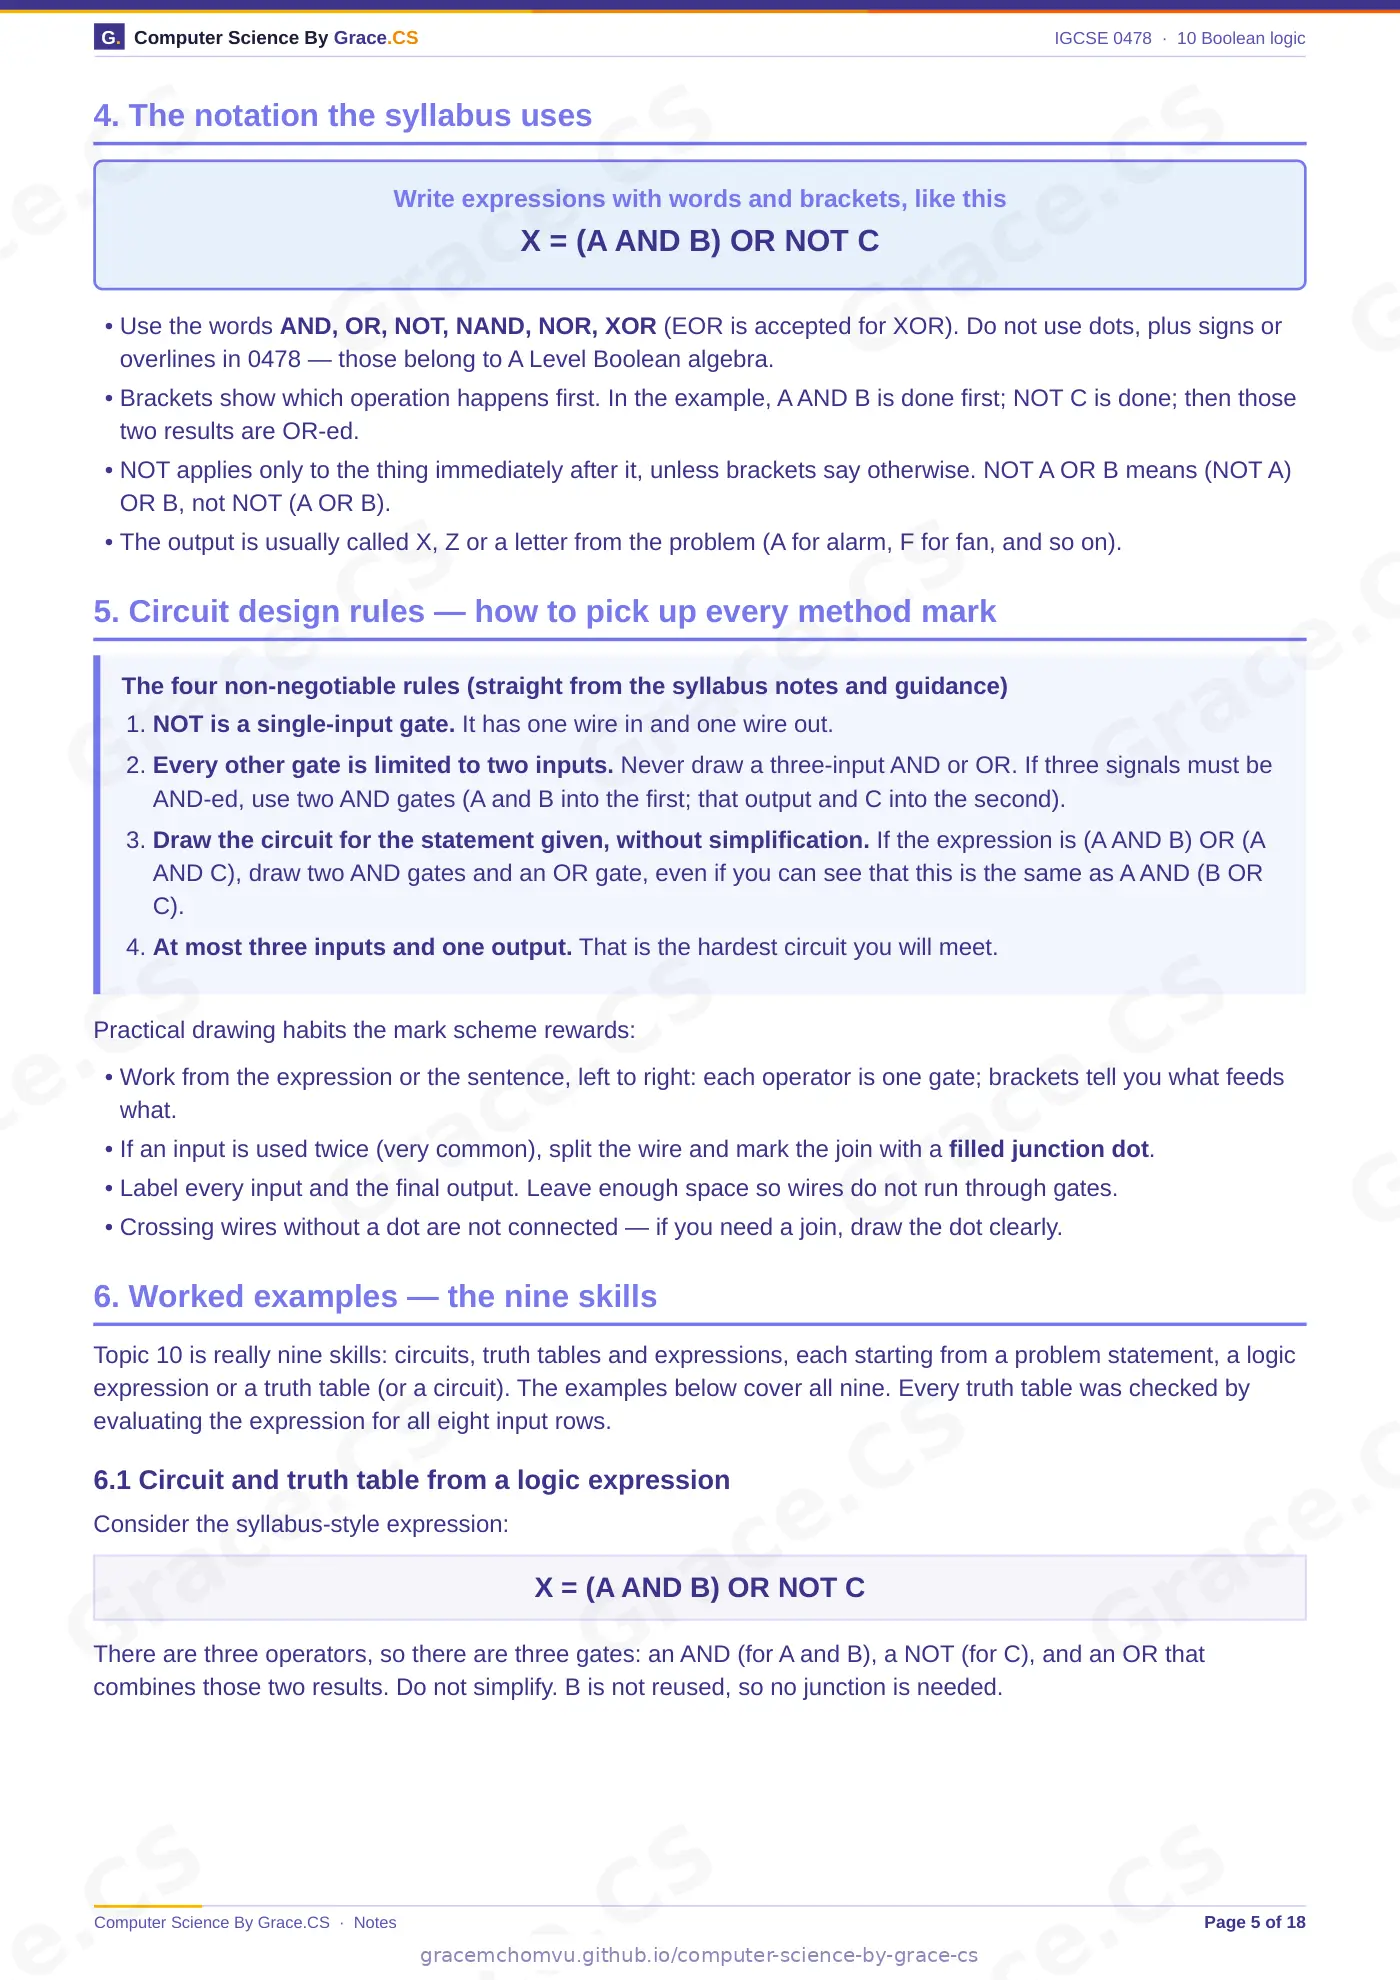 G. Computer Science By Grace.CS
IGCSE 0478 · 10 Boolean logic
4. The notation the syllabus uses
Write expressions with words and brackets, like this
X = (A AND B) OR NOT C
• Use the words AND, OR, NOT, NAND, NOR, XOR (EOR is accepted for XOR). Do not use dots, plus signs or
overlines in 0478 — those belong to A Level Boolean algebra.
• Brackets show which operation happens first. In the example, A AND B is done first; NOT C is done; then those
two results are OR-ed.
• NOT applies only to the thing immediately after it, unless brackets say otherwise. NOT A OR B means (NOT A)
OR B, not NOT (A OR B).
• The output is usually called X, Z or a letter from the problem (A for alarm, F for fan, and so on).
5. Circuit design rules — how to pick up every method mark
The four non-negotiable rules (straight from the syllabus notes and guidance)
1. NOT is a single-input gate. It has one wire in and one wire out.
2. Every other gate is limited to two inputs. Never draw a three-input AND or OR. If three signals must be
AND-ed, use two AND gates (A and B into the first; that output and C into the second).
3. Draw the circuit for the statement given, without simplification. If the expression is (A AND B) OR (A
AND C), draw two AND gates and an OR gate, even if you can see that this is the same as A AND (B OR
C).
4. At most three inputs and one output. That is the hardest circuit you will meet.
Practical drawing habits the mark scheme rewards:
• Work from the expression or the sentence, left to right: each operator is one gate; brackets tell you what feeds
what.
• If an input is used twice (very common), split the wire and mark the join with a filled junction dot.
• Label every input and the final output. Leave enough space so wires do not run through gates.
• Crossing wires without a dot are not connected — if you need a join, draw the dot clearly.
6. Worked examples — the nine skills
Topic 10 is really nine skills: circuits, truth tables and expressions, each starting from a problem statement, a logic
expression or a truth table (or a circuit). The examples below cover all nine. Every truth table was checked by
evaluating the expression for all eight input rows.
6.1 Circuit and truth table from a logic expression
Consider the syllabus-style expression:
X = (A AND B) OR NOT C
There are three operators, so there are three gates: an AND (for A and B), a NOT (for C), and an OR that
combines those two results. Do not simplify. B is not reused, so no junction is needed.
Computer Science By Grace.CS · Notes
Page 5 of 18
gracemchomvu.github.io/computer-science-by-grace-cs